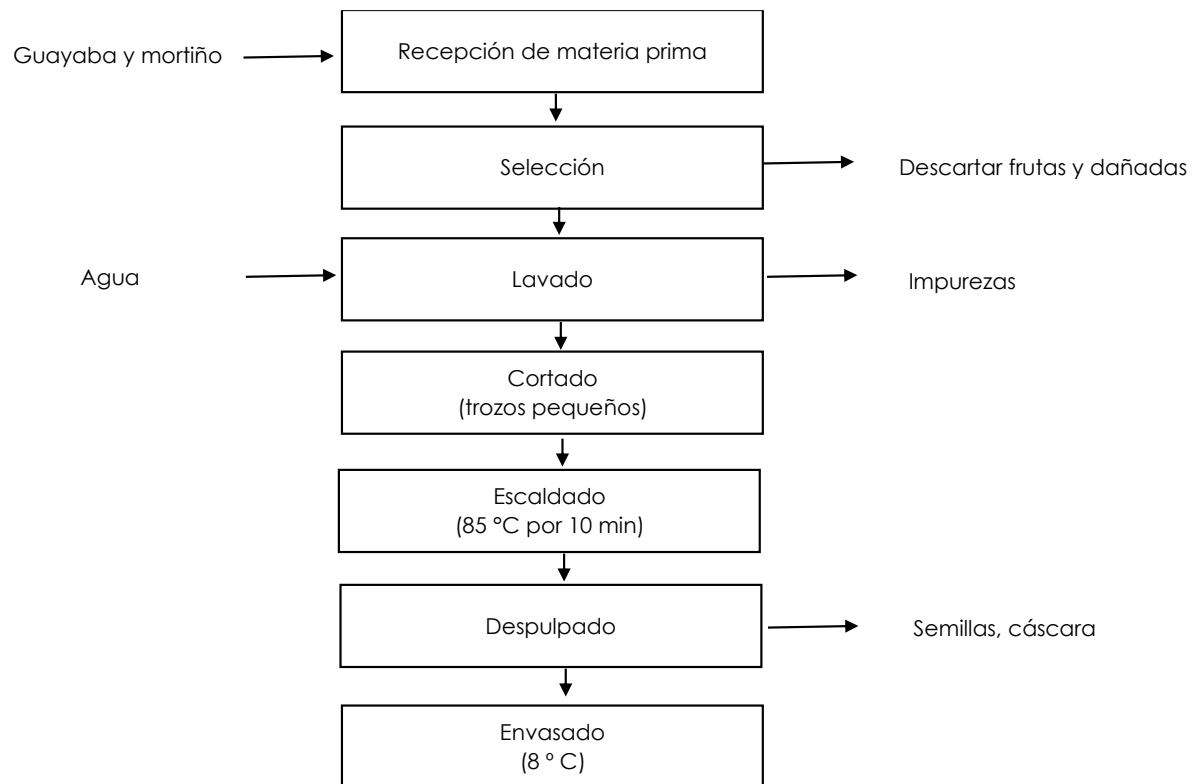 Guayaba y mortiño
Recepción de materia prima
Selección
Descartar frutas y dañadas
Agua
Lavado
Impurezas
Cortado
(trozos pequeños)
Escaldado
(85 °C por 10 min)
Despulpado
Semillas, cáscara
Envasado
(8 ° C)